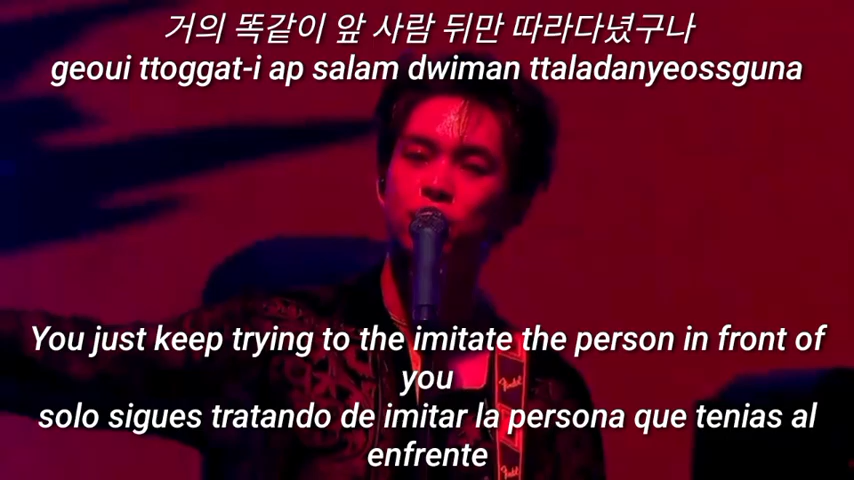 거의 똑같이 앞 사람 뒤만 따라다녔구나
geoui ttoggat-i ap salam dwiman ttaladanyeossguna
You just keep trying to the imitate the person in front of
you
solo sigues tratando de imitar la persona que tenias al
enfrente
Fender
Fender